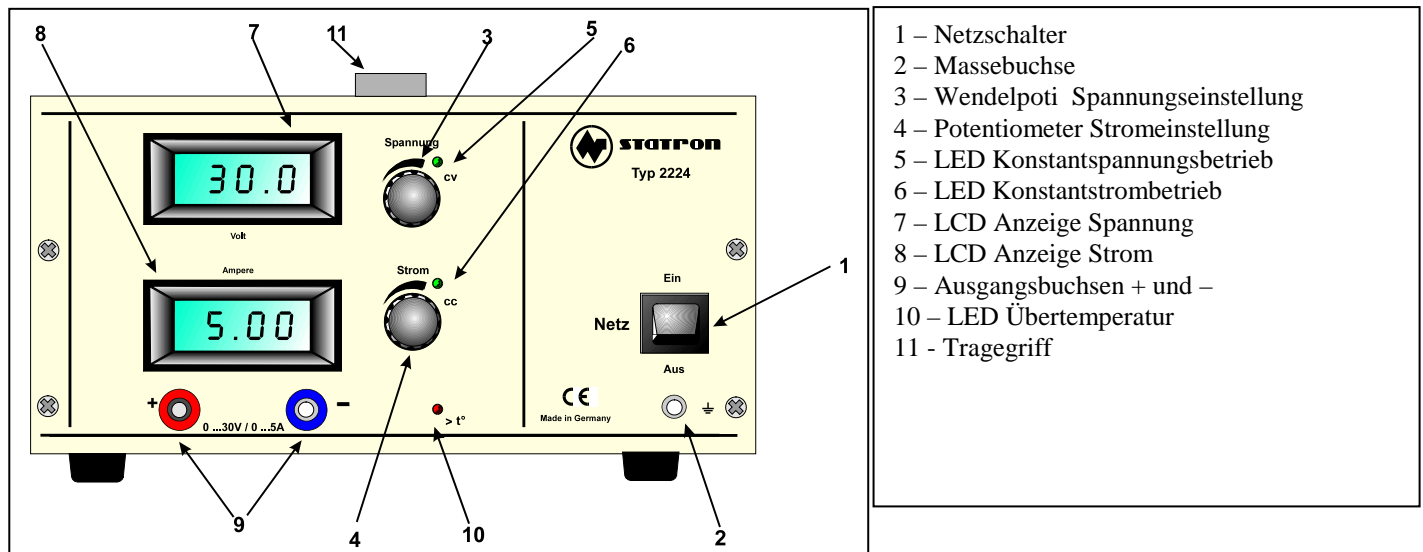 8
7
11
3
5
6
30.0
Volt
Spannung
cv
STATRON
Typ 2224
Ampere
5.00
Strom
cc
Ein
Netz
Aus
1
+
–
0 ...30V / 0 ...5A
> t°
CE
Made in Germany
9
4
10
2
1 – Netzschalter
2 – Massebuchse
3 – Wendelpoti  Spannungseinstellung
4 – Potentiometer Stromeinstellung
5 – LED Konstantspannungsbetrieb
6 – LED Konstantstrombetrieb
7 – LCD Anzeige Spannung
8 – LCD Anzeige Strom
9 – Ausgangsbuchsen + und –
10 – LED Übertemperatur
11 - Tragegriff